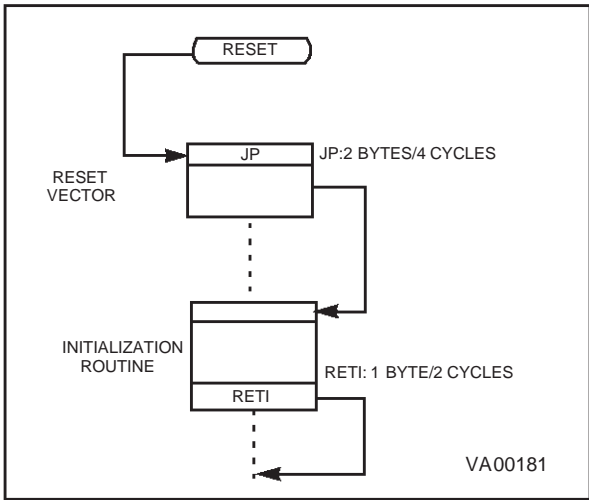 RESET
JP
JP:2 BYTES/4 CYCLES
RESET
VECTOR
INITIALIZATION
ROUTINE
RETI: 1 BYTE/2 CYCLES
RETI
VA00181